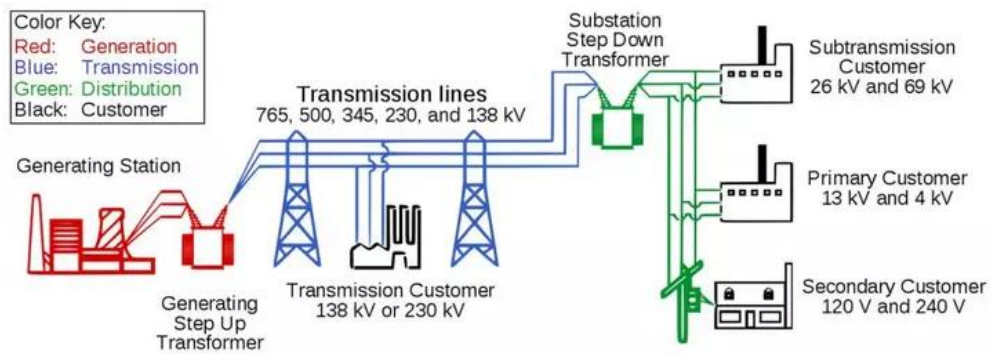 Color Key:
Red: Generation
Blue: Transmission
Green: Distribution
Black: Customer
Substation
Step Down
Transformer
Subtransmission
Customer
26 kV and 69 kV
Transmission lines
765, 500, 345, 230, and 138 kV
Generating Station
Primary Customer
13 kV and 4 kV
Transmission Customer
138 kV or 230 kV
Generating
Step Up
Transformer
Secondary Customer
120 V and 240 V